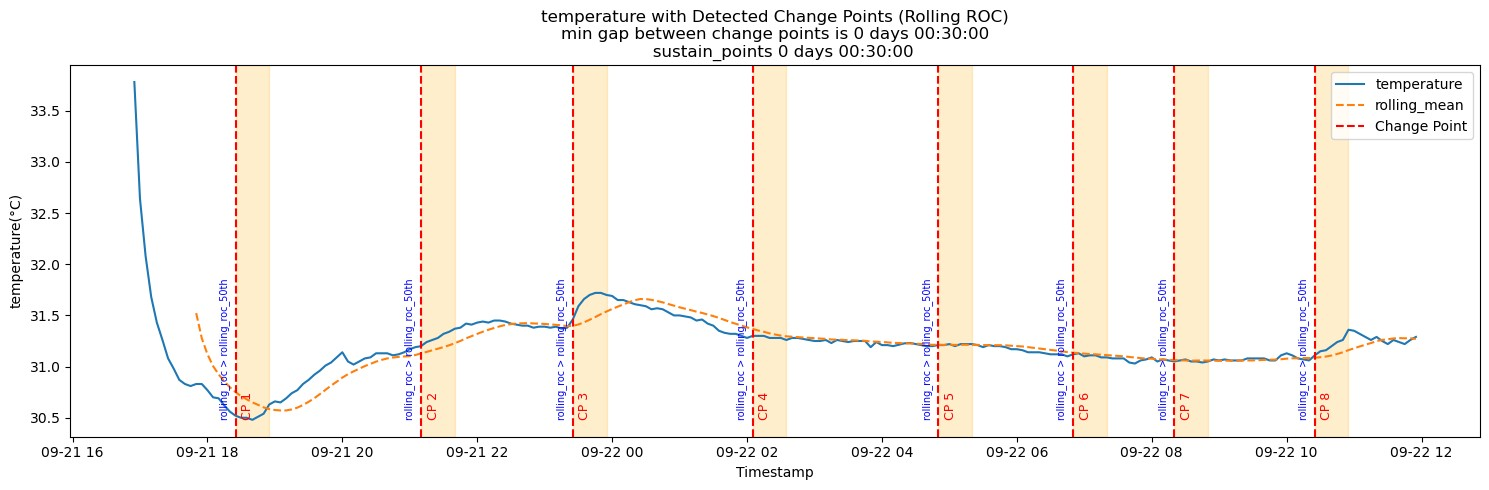 temperature with Detected Change Points (Rolling ROC)
min gap between change points is 0 days 00:30:00
sustain_points 0 days 00:30:00
temperature(°C)
33.5
33.0
32.5
32.0
31.5
31.0
30.5
temperature
rolling_mean
Change Point
rolling_roc > rolling_roc_50th
CP 1
rolling_roc > rolling_roc_50th
CP 2
rolling_roc > rolling_roc_50th
CP 3
rolling_roc > rolling_roc_50th
CP 4
rolling_roc > rolling_roc_50th
CP 5
rolling_roc > rolling_roc_50th
CP 6
rolling_roc > rolling_roc_50th
CP 7
rolling_roc > rolling_roc_50th
CP 8
09-21 16
09-21 18
09-21 20
09-21 22
09-22 00
09-22 02
09-22 04
09-22 06
09-22 08
09-22 10
09-22 12
Timestamp